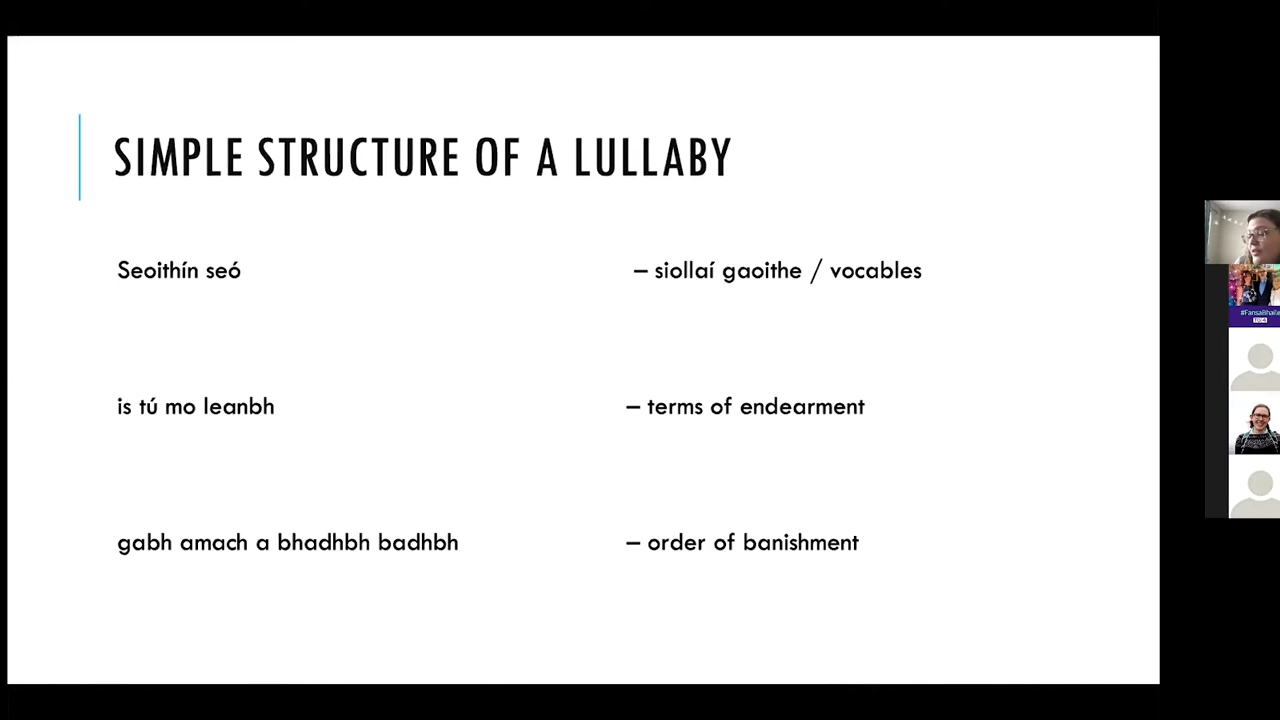 SIMPLE STRUCTURE OF A LULLABY
Seoithín seó – siollaí gaoithe / vocables
is tú mo leanbh – terms of endearment
gabh amach a bhadhbh badhbh – order of banishment